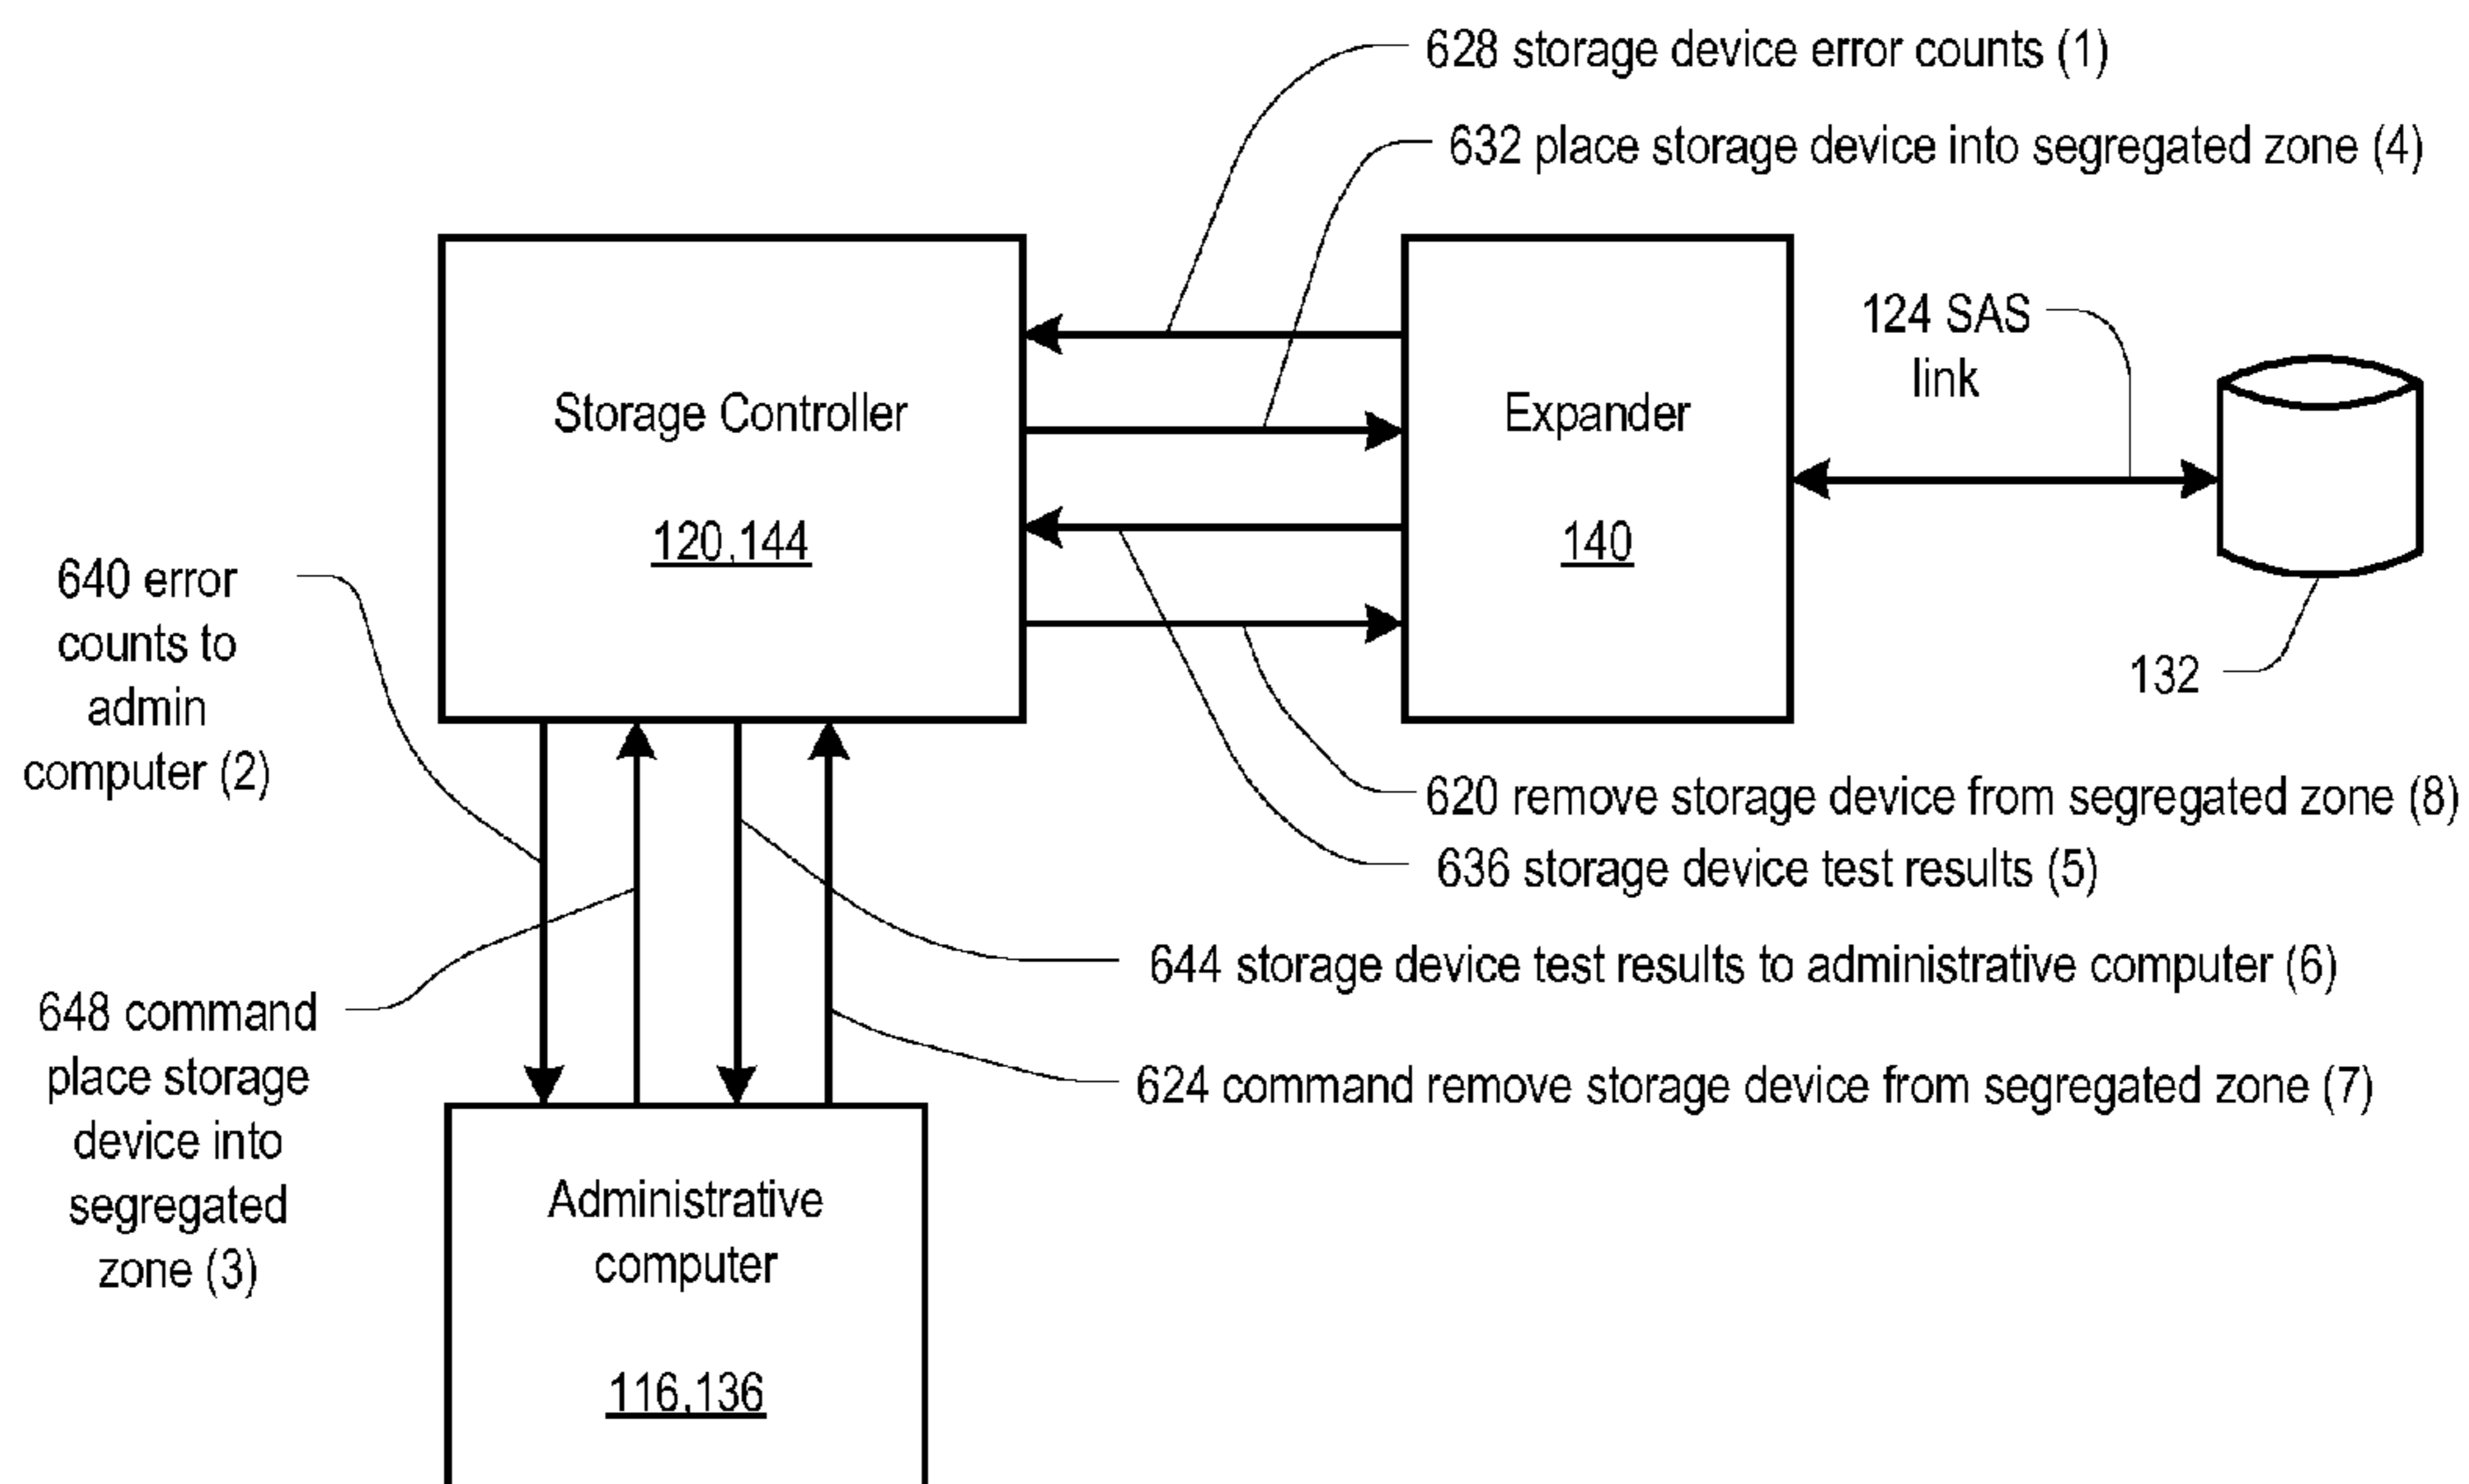 628 storage device error counts (1)
632 place storage device into segregated zone (4)
124 SAS
link
Storage Controller
120,144
Expander
140
132
640 error
counts to
admin
computer (2)
620 remove storage device from segregated zone (8)
636 storage device test results (5)
644 storage device test results to administrative computer (6)
648 command
place storage
device into
segregated
zone (3)
624 command remove storage device from segregated zone (7)
Administrative
computer
116,136